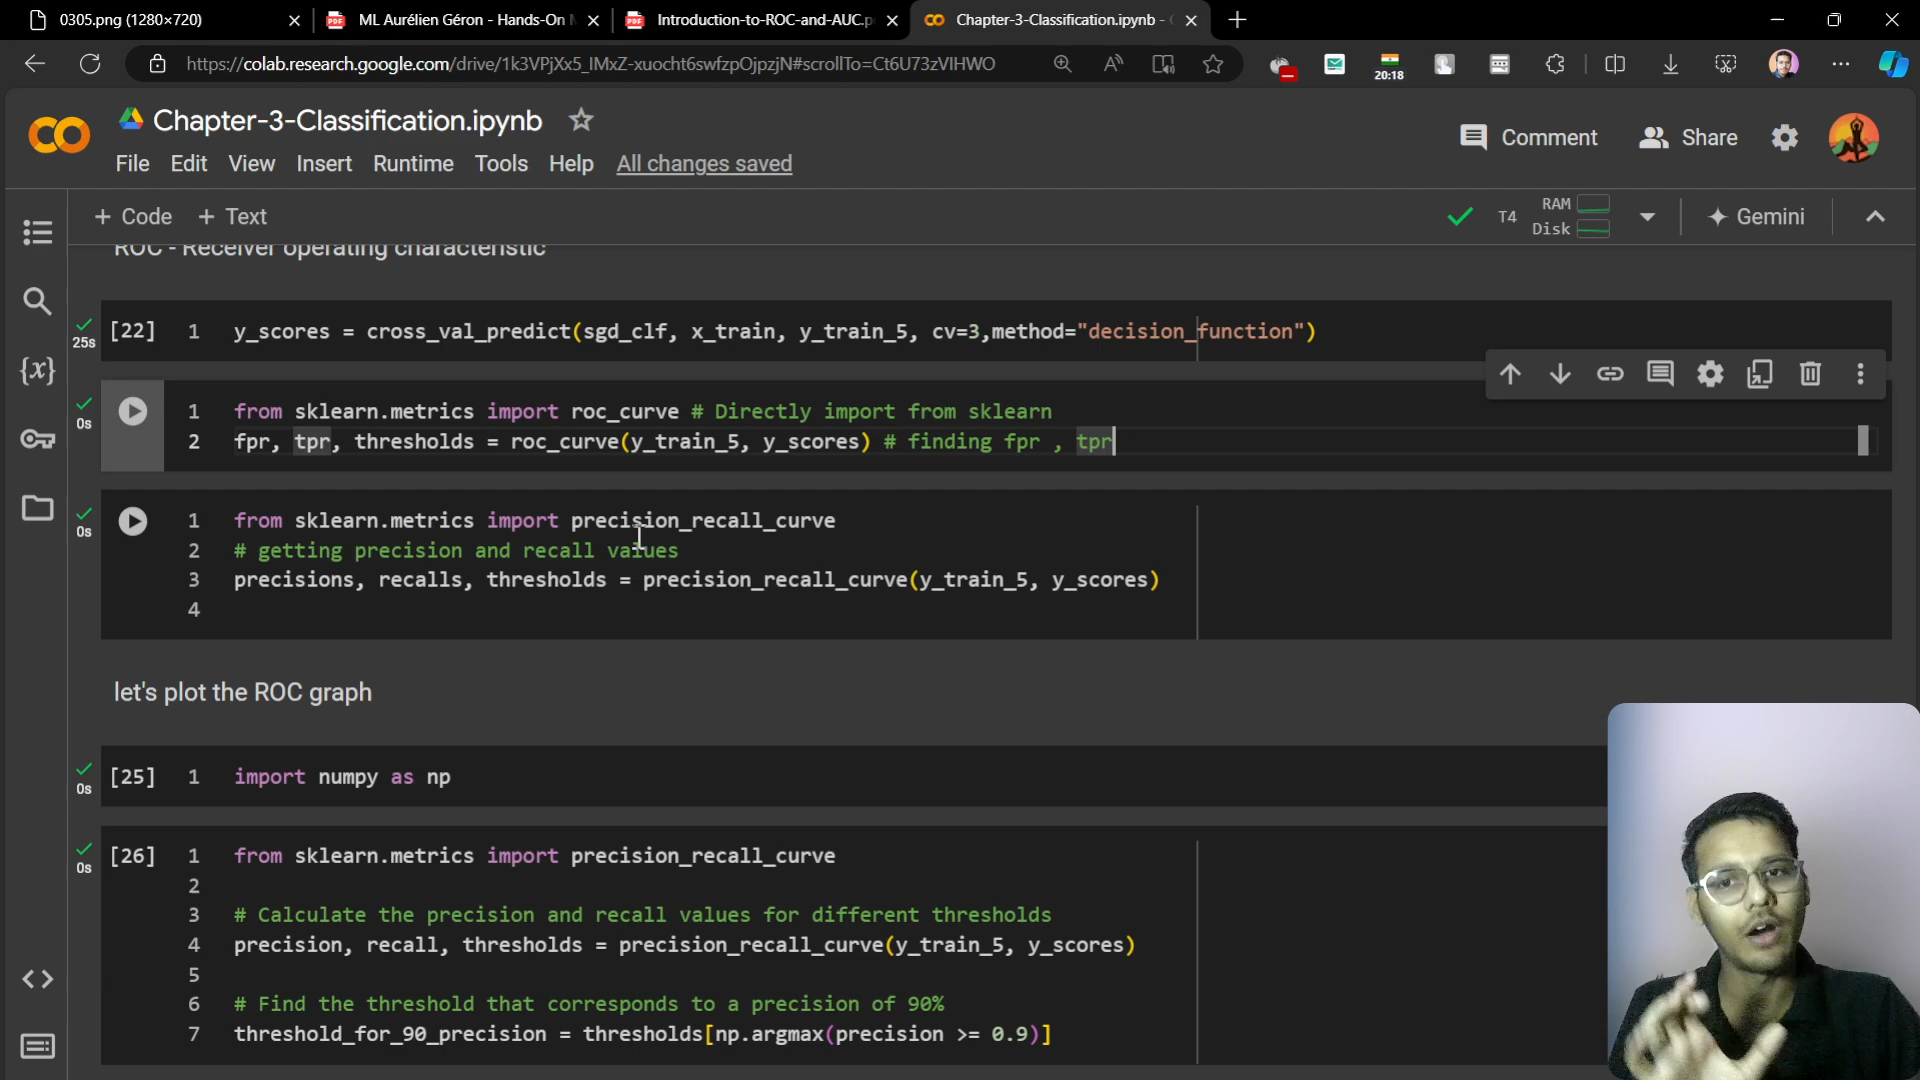 0305.png (1280×720)
ML Aurélien Géron - Hands-On M
Introduction-to-ROC-and-AUC.p
Chapter-3-Classification.ipynb -
https://colab.research.google.com/drive/1k3VPjXx5_IMxZ-xuocht6swfzpOjpzjN#scrollTo=Ct6U73zVIHWO
20:18
Chapter-3-Classification.ipynb
File Edit View Insert Runtime Tools Help All changes saved
Comment Share
+ Code + Text
T4 RAM Disk Gemini
ROC - Receiver operating characteristic
25s [22] 1 y_scores = cross_val_predict(sgd_clf, x_train, y_train_5, cv=3,method="decision_function")
0s 1 from sklearn.metrics import roc_curve # Directly import from sklearn
2 fpr, tpr, thresholds = roc_curve(y_train_5, y_scores) # finding fpr , tpr
0s 1 from sklearn.metrics import precision_recall_curve
2 # getting precision and recall values
3 precisions, recalls, thresholds = precision_recall_curve(y_train_5, y_scores)
4
let's plot the ROC graph
0s [25] 1 import numpy as np
0s [26] 1 from sklearn.metrics import precision_recall_curve
2
3 # Calculate the precision and recall values for different thresholds
4 precision, recall, thresholds = precision_recall_curve(y_train_5, y_scores)
5
6 # Find the threshold that corresponds to a precision of 90%
7 threshold_for_90_precision = thresholds[np.argmax(precision >= 0.9)]